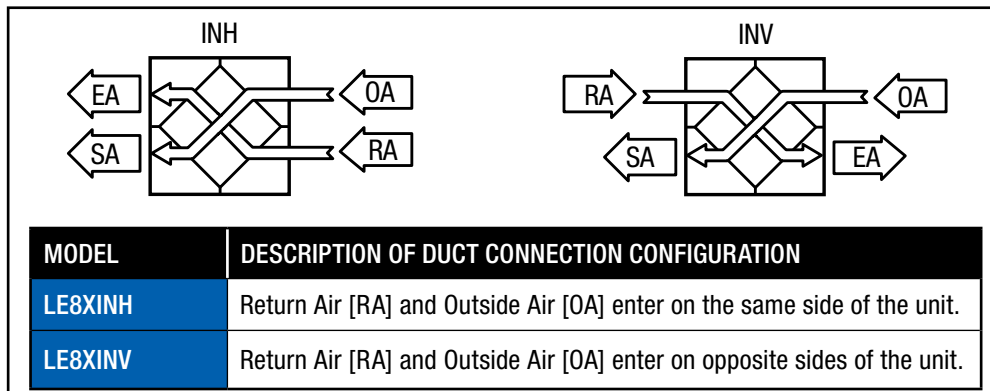 INH
INV
EA
OA
SA
RA
RA
OA
SA
EA
MODEL DESCRIPTION OF DUCT CONNECTION CONFIGURATION
LE8XINH Return Air [RA] and Outside Air [OA] enter on the same side of the unit.
LE8XINV Return Air [RA] and Outside Air [OA] enter on opposite sides of the unit.